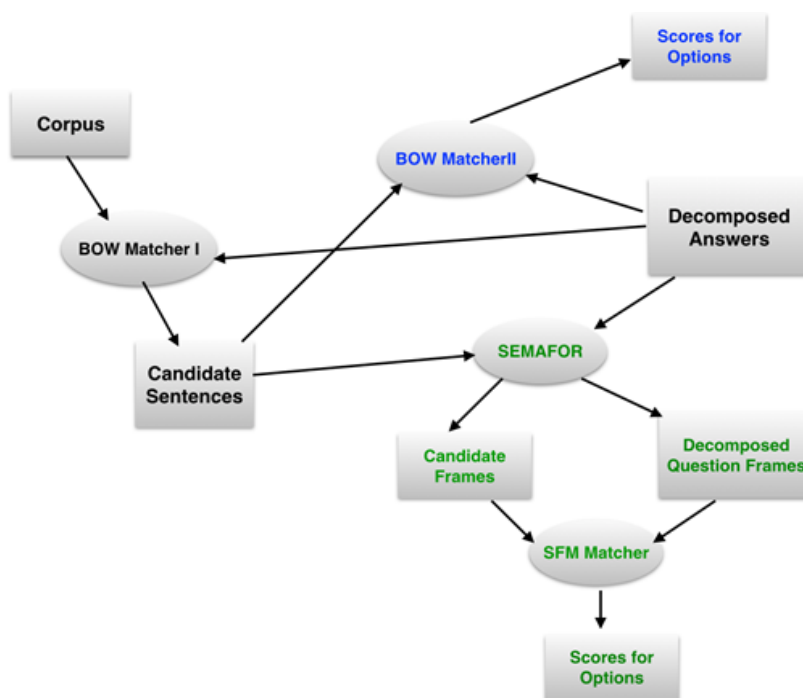 Scores for
Options
Corpus
BOW MatcherII
Decomposed
Answers
BOW Matcher I
SEMAFOR
Candidate
Sentences
Candidate
Frames
Decomposed
Question Frames
SFM Matcher
Scores for
Options